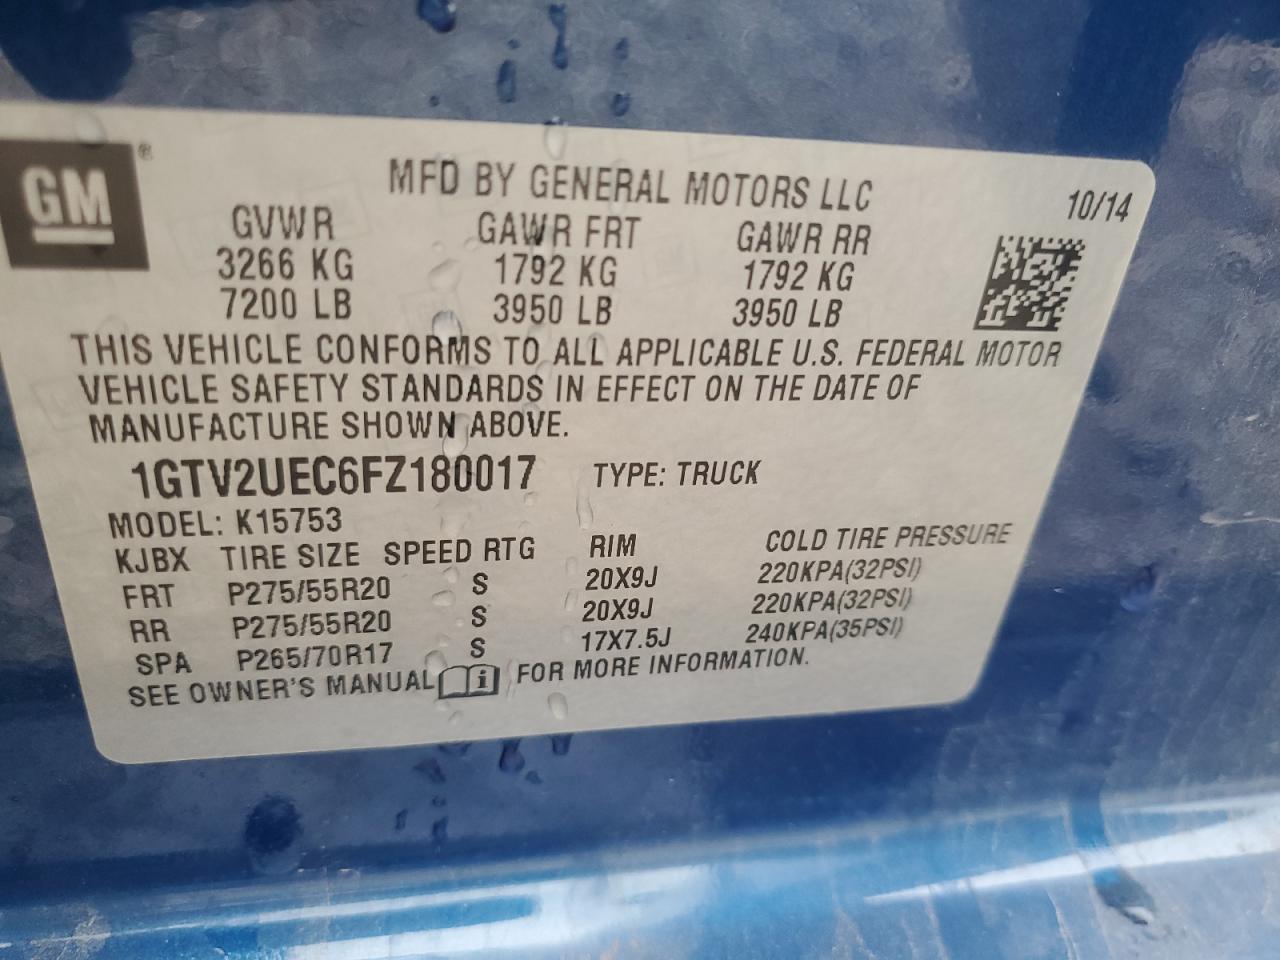 GM®
MFD BY GENERAL MOTORS LLC
10/14
GVWR GAWR FRT GAWR RR
3266 KG 1792 KG 1792 KG
7200 LB 3950 LB 3950 LB
THIS VEHICLE CONFORMS TO ALL APPLICABLE U.S. FEDERAL MOTOR
VEHICLE SAFETY STANDARDS IN EFFECT ON THE DATE OF
MANUFACTURE SHOWN ABOVE.
1GTV2UEC6FZ180017 TYPE: TRUCK
MODEL: K15753
KJBX TIRE SIZE SPEED RTG RIM COLD TIRE PRESSURE
FRT P275/55R20 S 20X9J 220KPA(32PSI)
RR P275/55R20 S 20X9J 220KPA(32PSI)
SPA P265/70R17 S 17X7.5J 240KPA(35PSI)
SEE OWNER'S MANUAL FOR MORE INFORMATION.